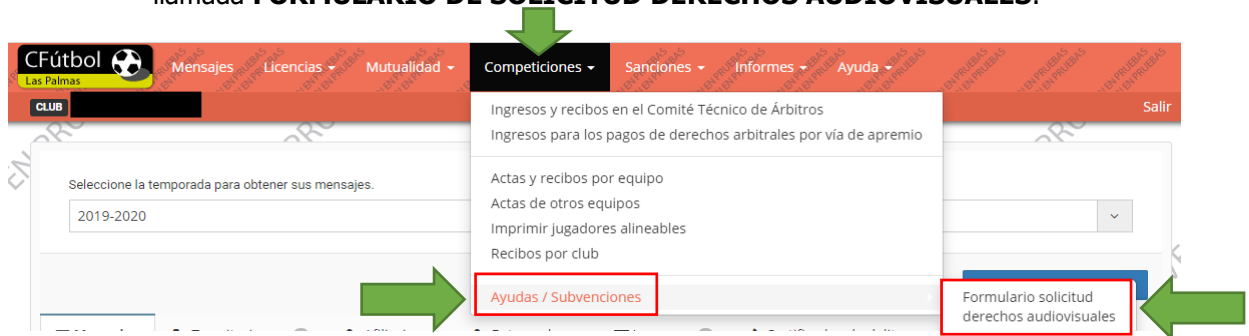 llamada FORMULARIO DE SOLICITUD DERECHOS AUDIOVISUALES.
CFútbol
Las Palmas
Mensajes Licencias Mutualidad Competiciones Sanciones Informes Ayuda
CLUB
Salir
Ingresos y recibos en el Comité Técnico de Árbitros
Ingresos para los pagos de derechos arbitrales por vía de apremio
Seleccione la temporada para obtener sus mensajes.
2019-2020
Actas y recibos por equipo
Actas de otros equipos
Imprimir jugadores alineables
Recibos por club
Ayudas / Subvenciones
Formulario solicitud
derechos audiovisuales
EN PRUEBAS